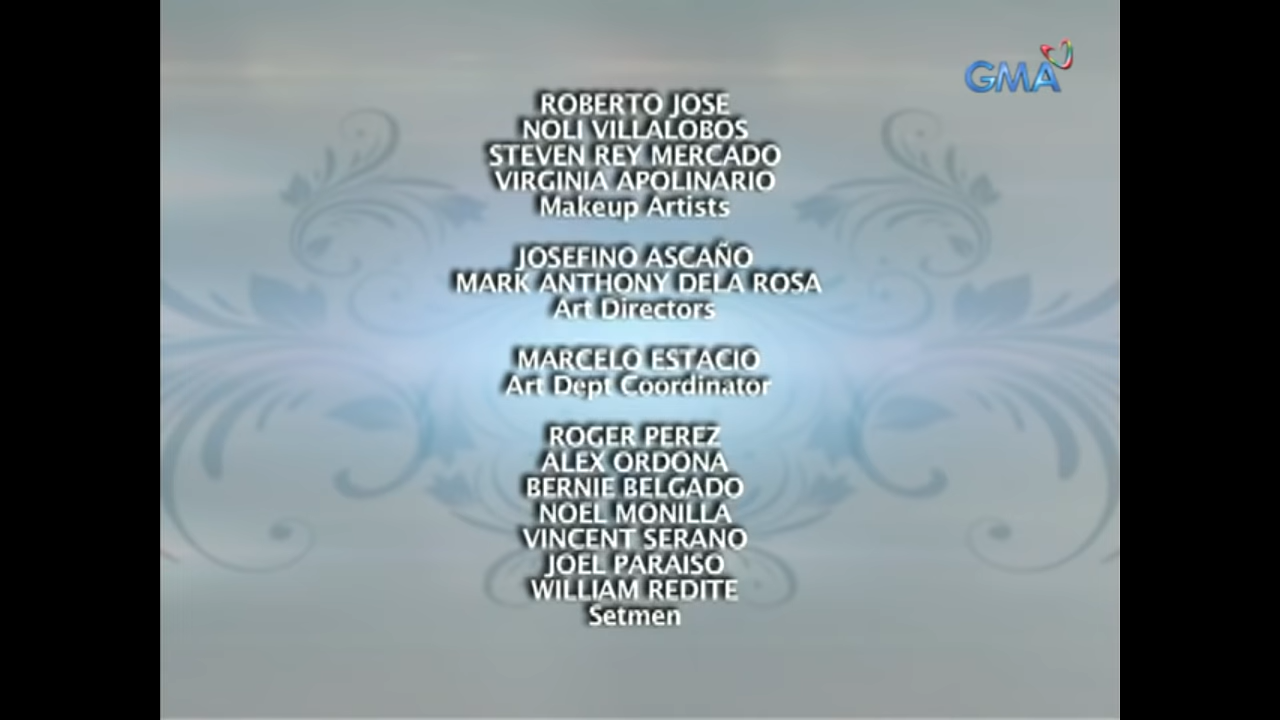 GMA
ROBERTO JOSE
NOLI VILLALOBOS
STEVEN REY MERCADO
VIRGINIA APOLINARIO
Makeup Artists
JOSEFINO ASCAÑO
MARK ANTHONY DELA ROSA
Art Directors
MARCELO ESTACIO
Art Dept Coordinator
ROGER PEREZ
ALEX ORDONA
BERNIE BELGADO
NOEL MONILLA
VINCENT SERANO
JOEL PARAISO
WILLIAM REDITE
Setmen